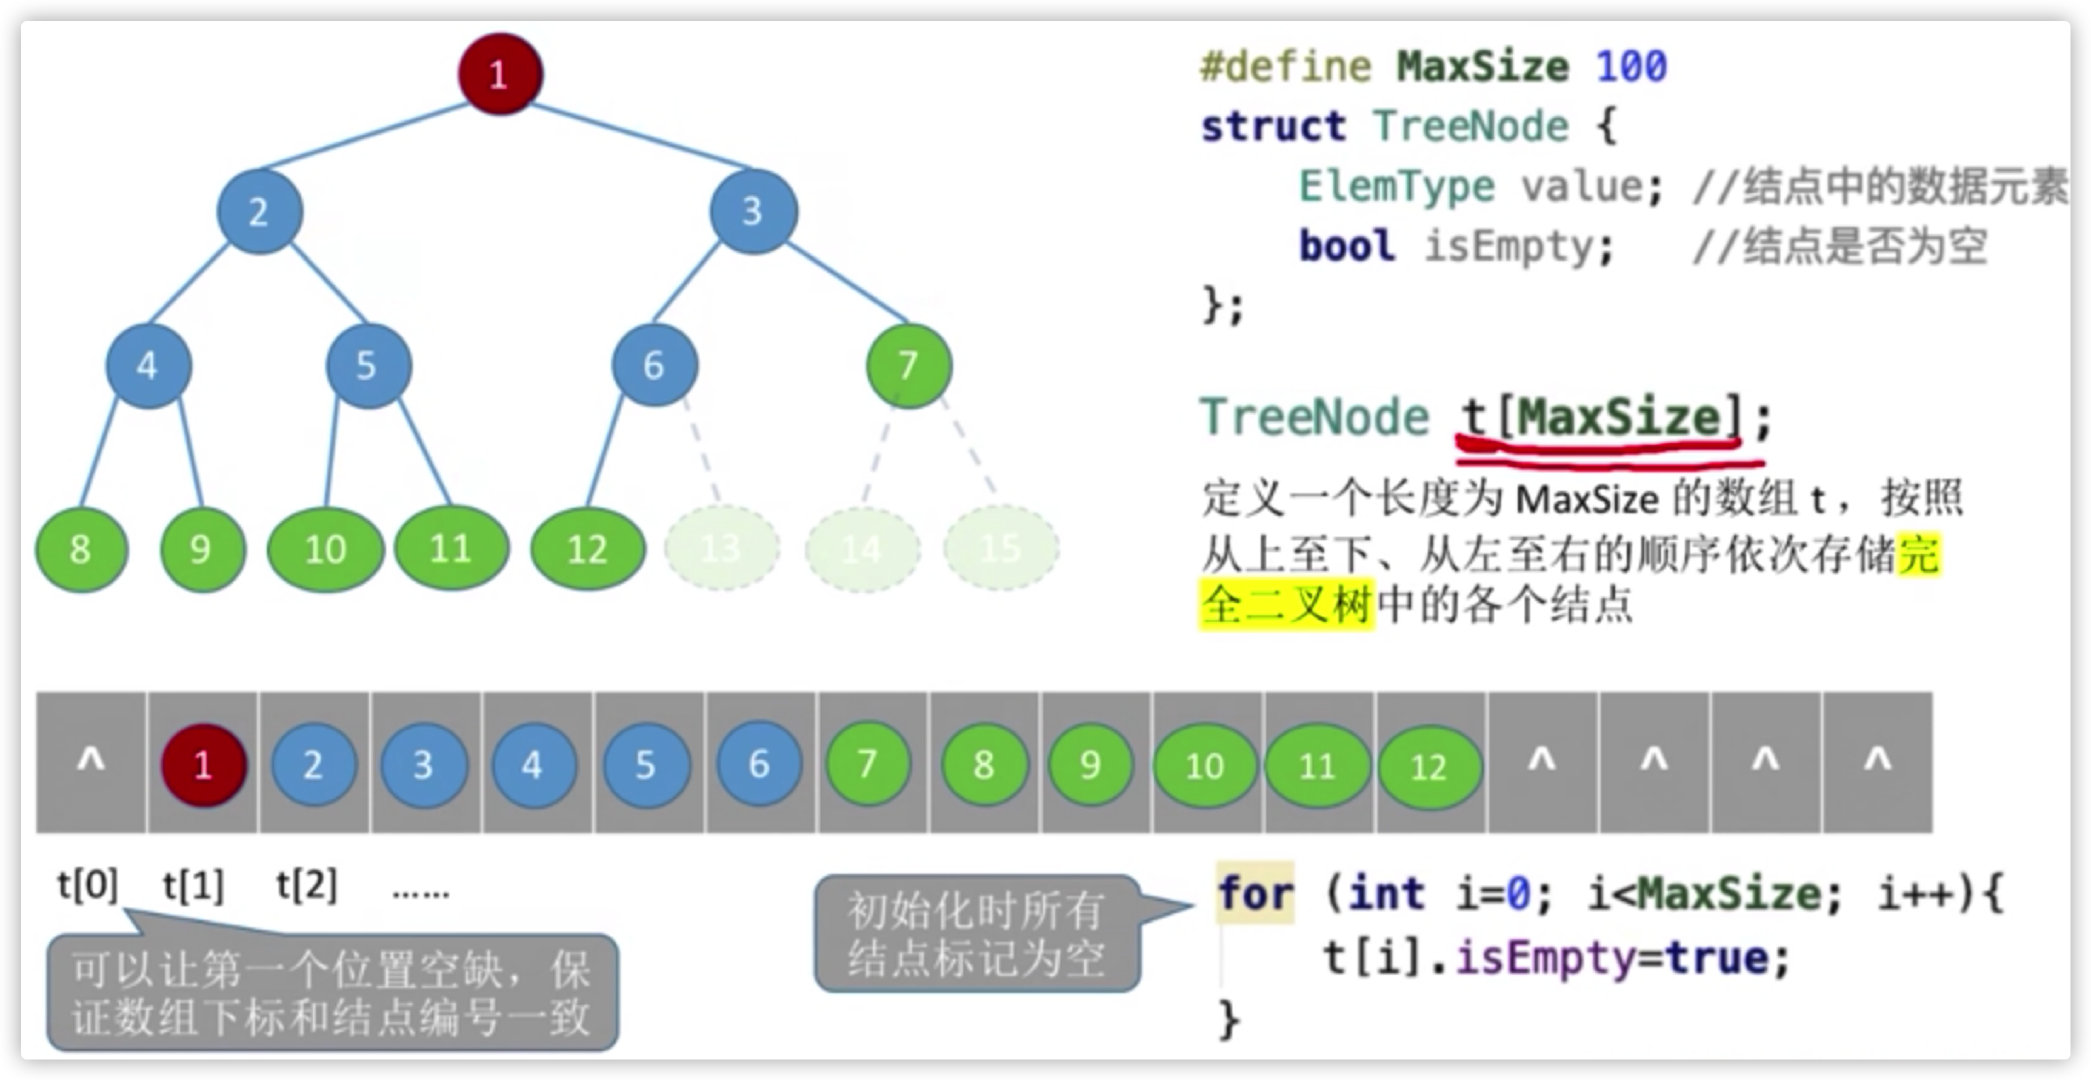 1
2
3
4
5
6
7
8
9
10
11
12
13
14
15
#define MaxSize 100
struct TreeNode {
ElemType value; //结点中的数据元素
bool isEmpty; //结点是否为空
};
TreeNode t[MaxSize];
定义一个长度为 MaxSize 的数组 t，按照
从上至下、从左至右的顺序依次存储完
全二叉树中的各个结点
^ 1 2 3 4 5 6 7 8 9 10 11 12 ^ ^ ^ ^
t[0] t[1] t[2] ……
可以让第一个位置空缺，保
证数组下标和结点编号一致
初始化时所有
结点标记为空
for (int i=0; i<MaxSize; i++){
t[i].isEmpty=true;
}